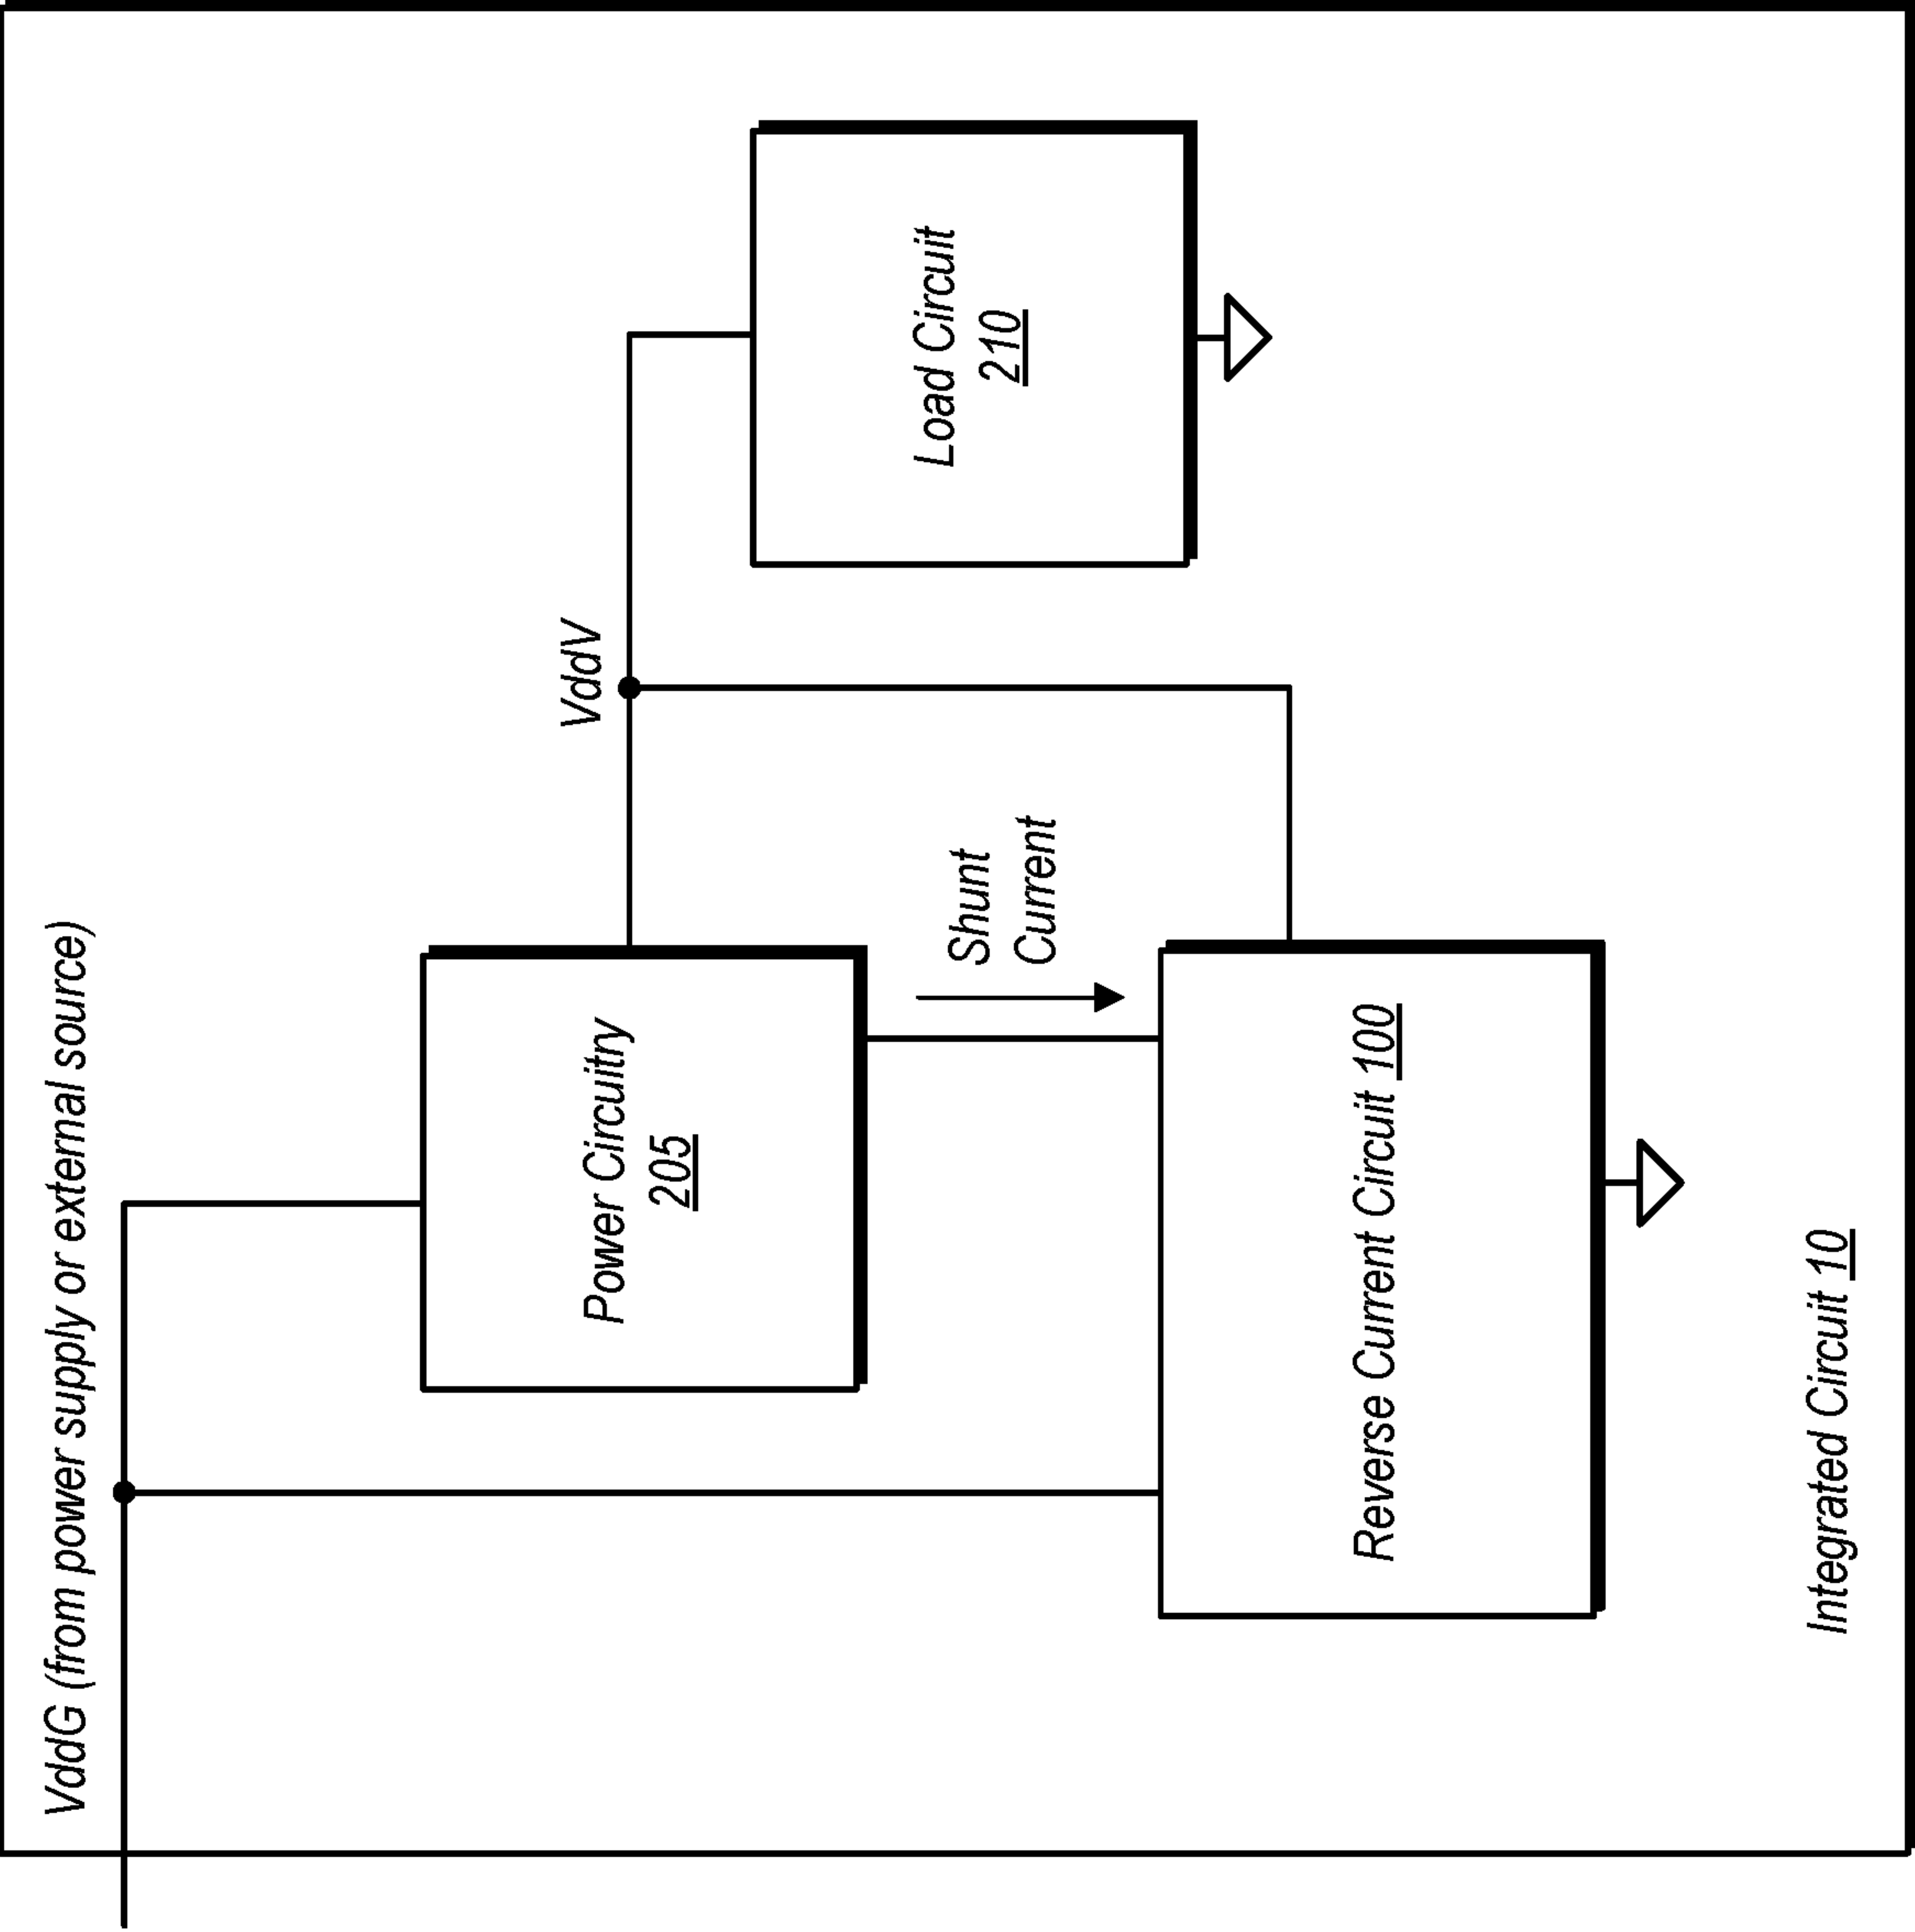 VddG (from power supply or external source)
VddV
Power Circuitry
205
Load Circuit
210
Shunt
Current
Reverse Current Circuit 100
Integrated Circuit 10